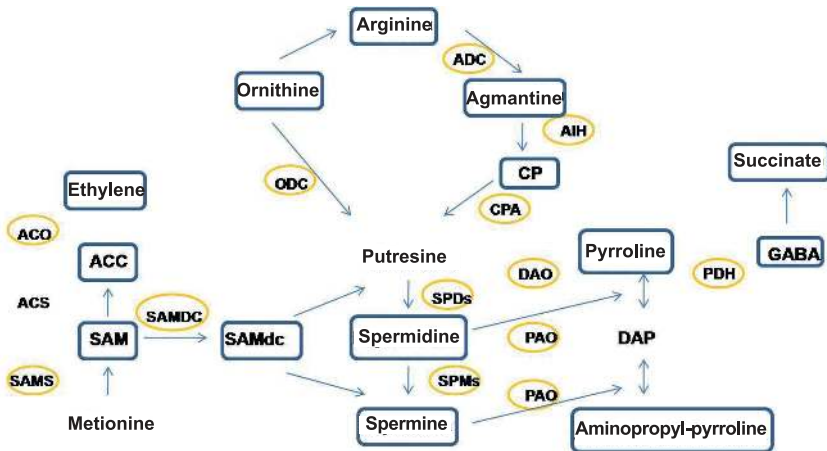 Arginine
ADC
Ornithine
Agmantine
AIH
Succinate
Ethylene
ODC
CP
CPA
ACO
ACC
Putresine
DAO
Pyrroline
PDH
GABA
ACS
SAMDC
SPDs
SAM
SAMdc
Spermidine
PAO
DAP
SAMS
SPMs
PAO
Metionine
Spermine
Aminopropyl-pyrroline